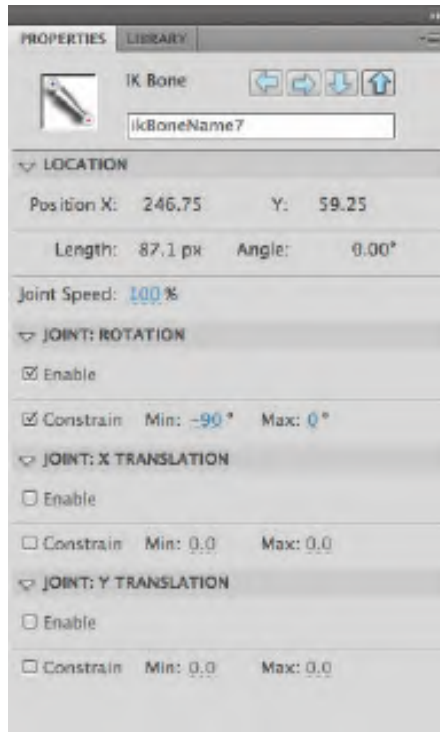 PROPERTIES LIBRARY
IK Bone
ikBoneName7
LOCATION
Position X: 246.75 Y: 59.25
Length: 87.1 px Angle: 0.00°
Joint Speed: 100 %
JOINT: ROTATION
Enable
Constrain Min: -90 ° Max: 0 °
JOINT: X TRANSLATION
Enable
Constrain Min: 0.0 Max: 0.0
JOINT: Y TRANSLATION
Enable
Constrain Min: 0.0 Max: 0.0